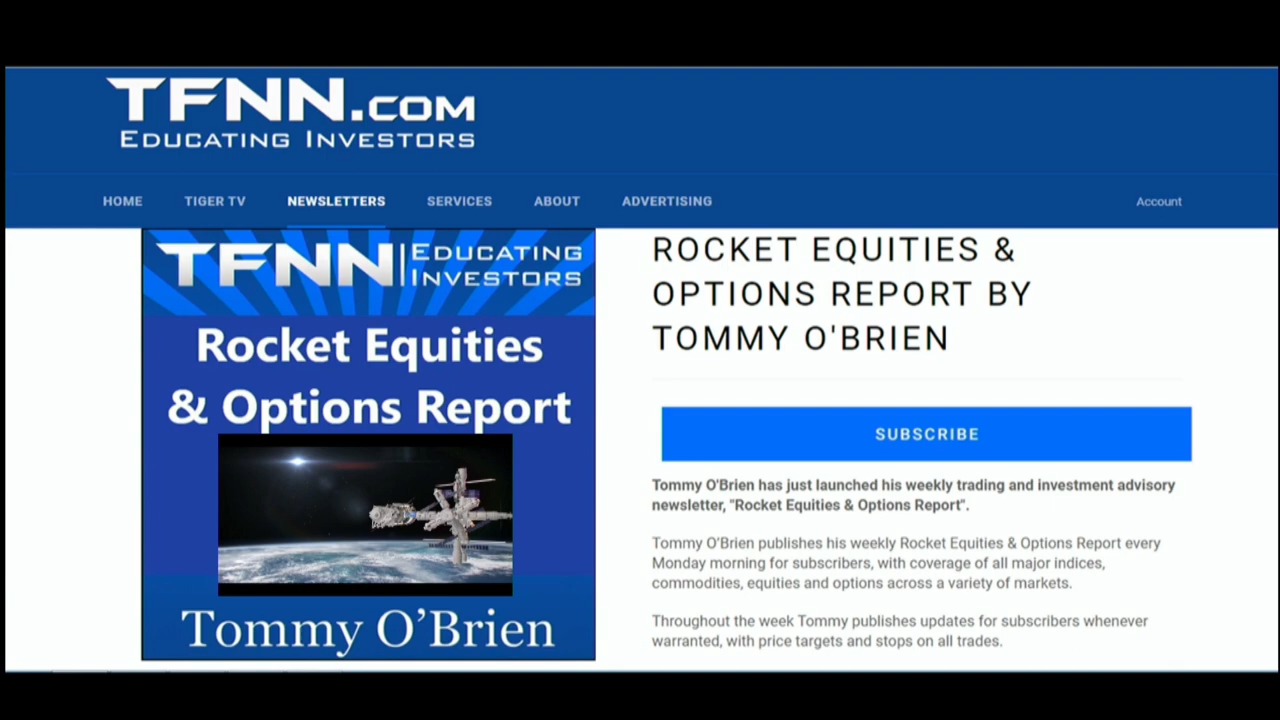 TFNN.COM
EDUCATING INVESTORS
HOME TIGER TV NEWSLETTERS SERVICES ABOUT ADVERTISING Account
TFNN | EDUCATING
INVESTORS
Rocket Equities
& Options Report
Tommy O’Brien
ROCKET EQUITIES &
OPTIONS REPORT BY
TOMMY O'BRIEN
SUBSCRIBE
Tommy O'Brien has just launched his weekly trading and investment advisory
newsletter, "Rocket Equities & Options Report".
Tommy O'Brien publishes his weekly Rocket Equities & Options Report every
Monday morning for subscribers, with coverage of all major indices,
commodities, equities and options across a variety of markets.
Throughout the week Tommy publishes updates for subscribers whenever
warranted, with price targets and stops on all trades.